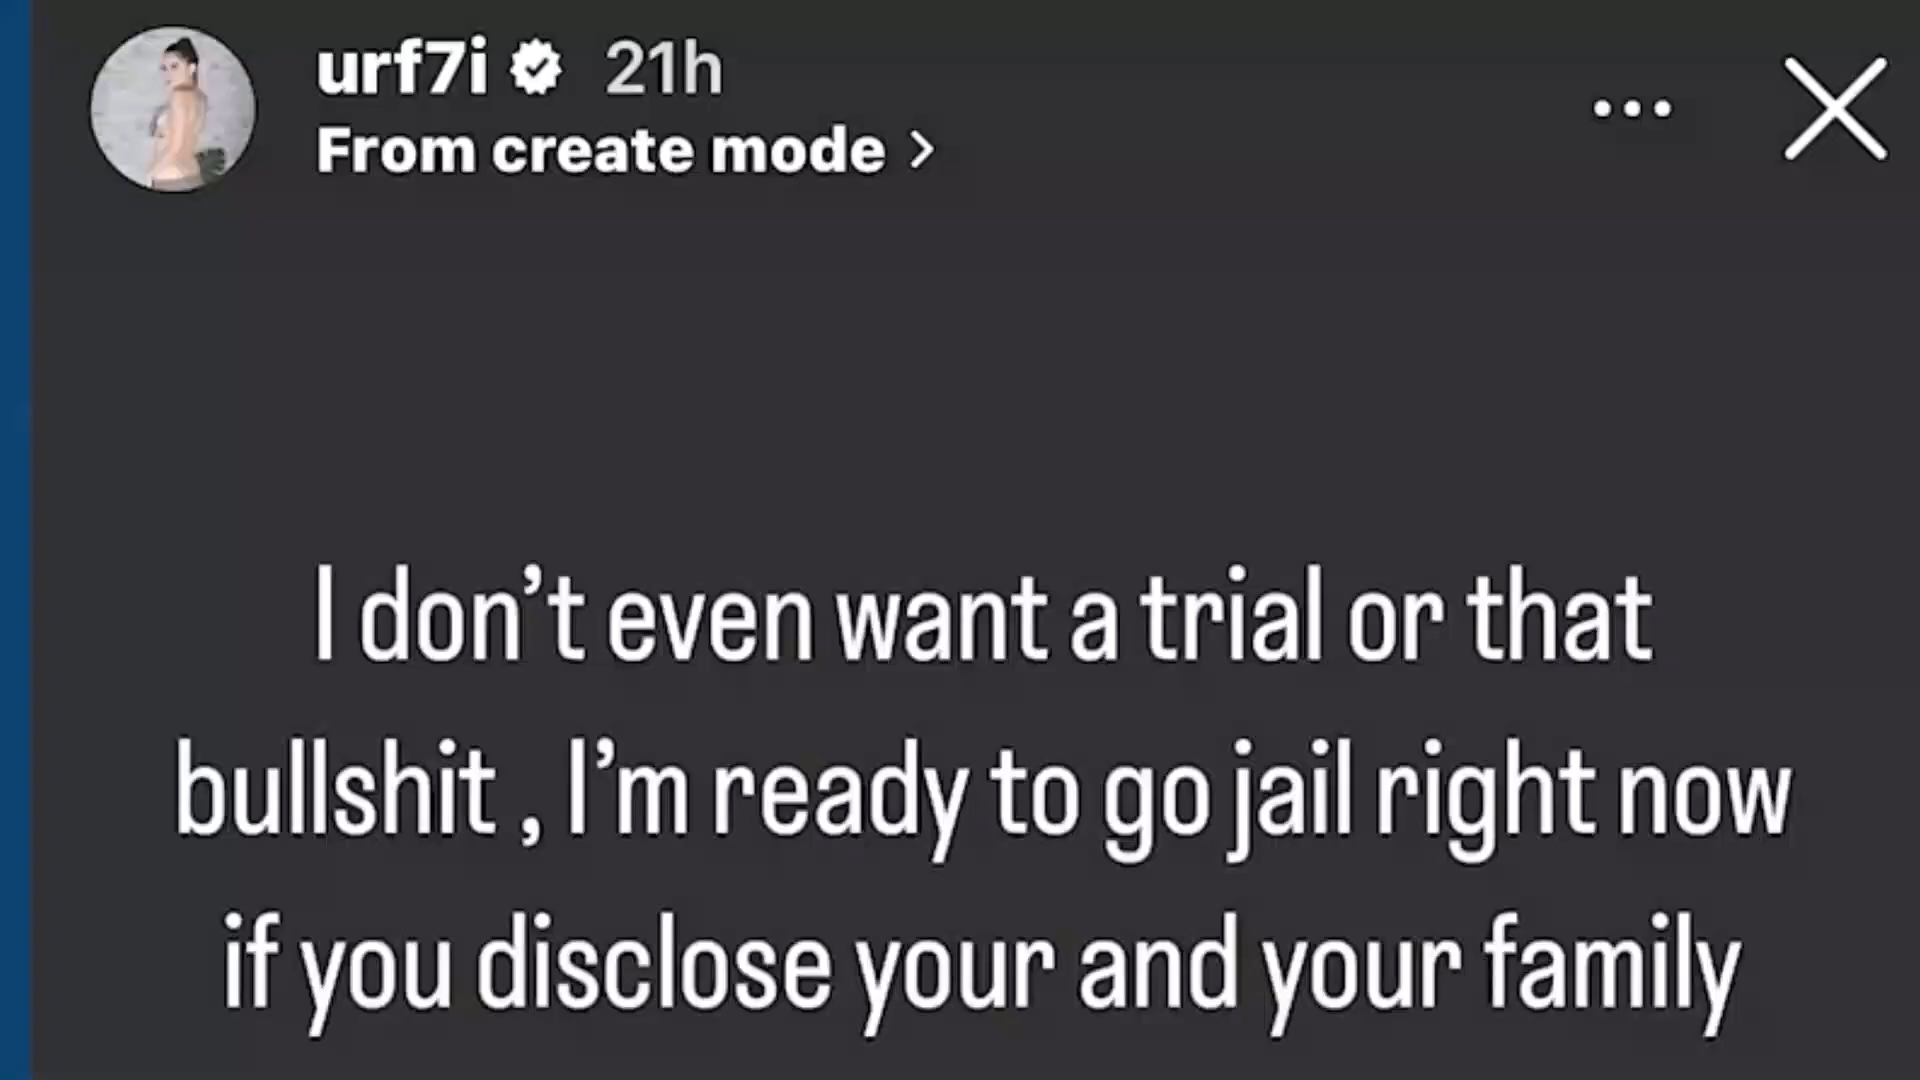 urf7i 21h
From create mode >
I don't even want a trial or that
bullshit , I'm ready to go jail right now
if you disclose your and your family